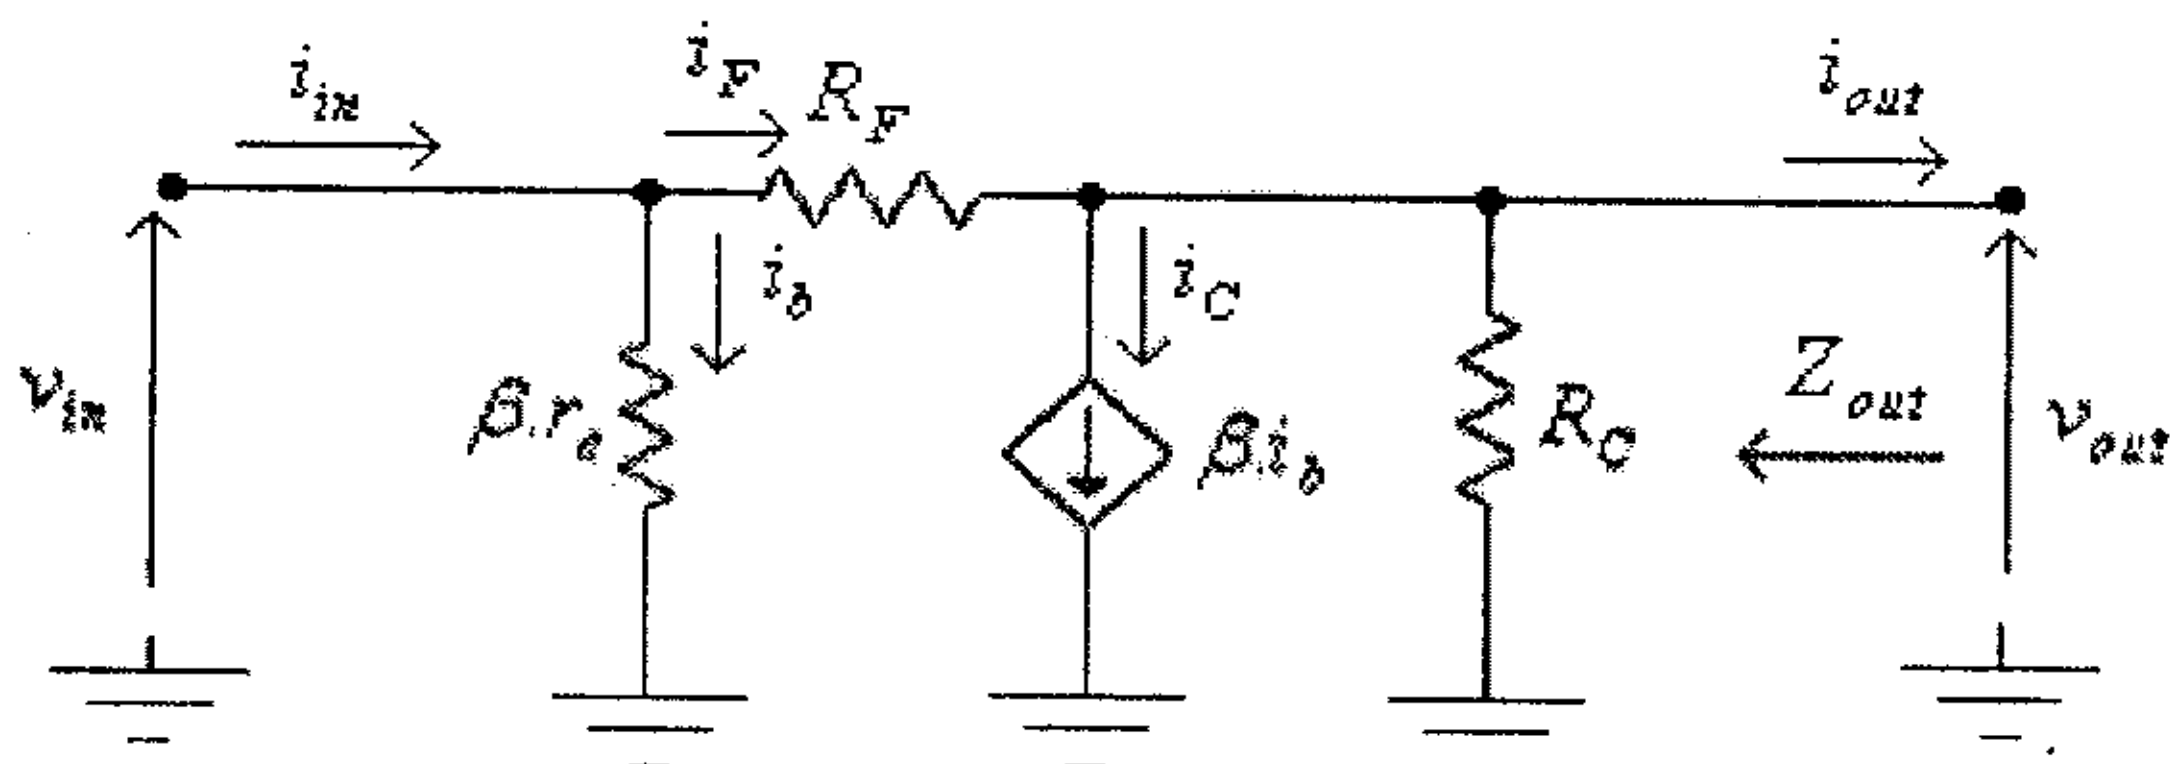 i_in
i_F
R_F
i_out
i_b
i_C
v_in
β.r_e
β.i_b
R_C
Z_out
v_out